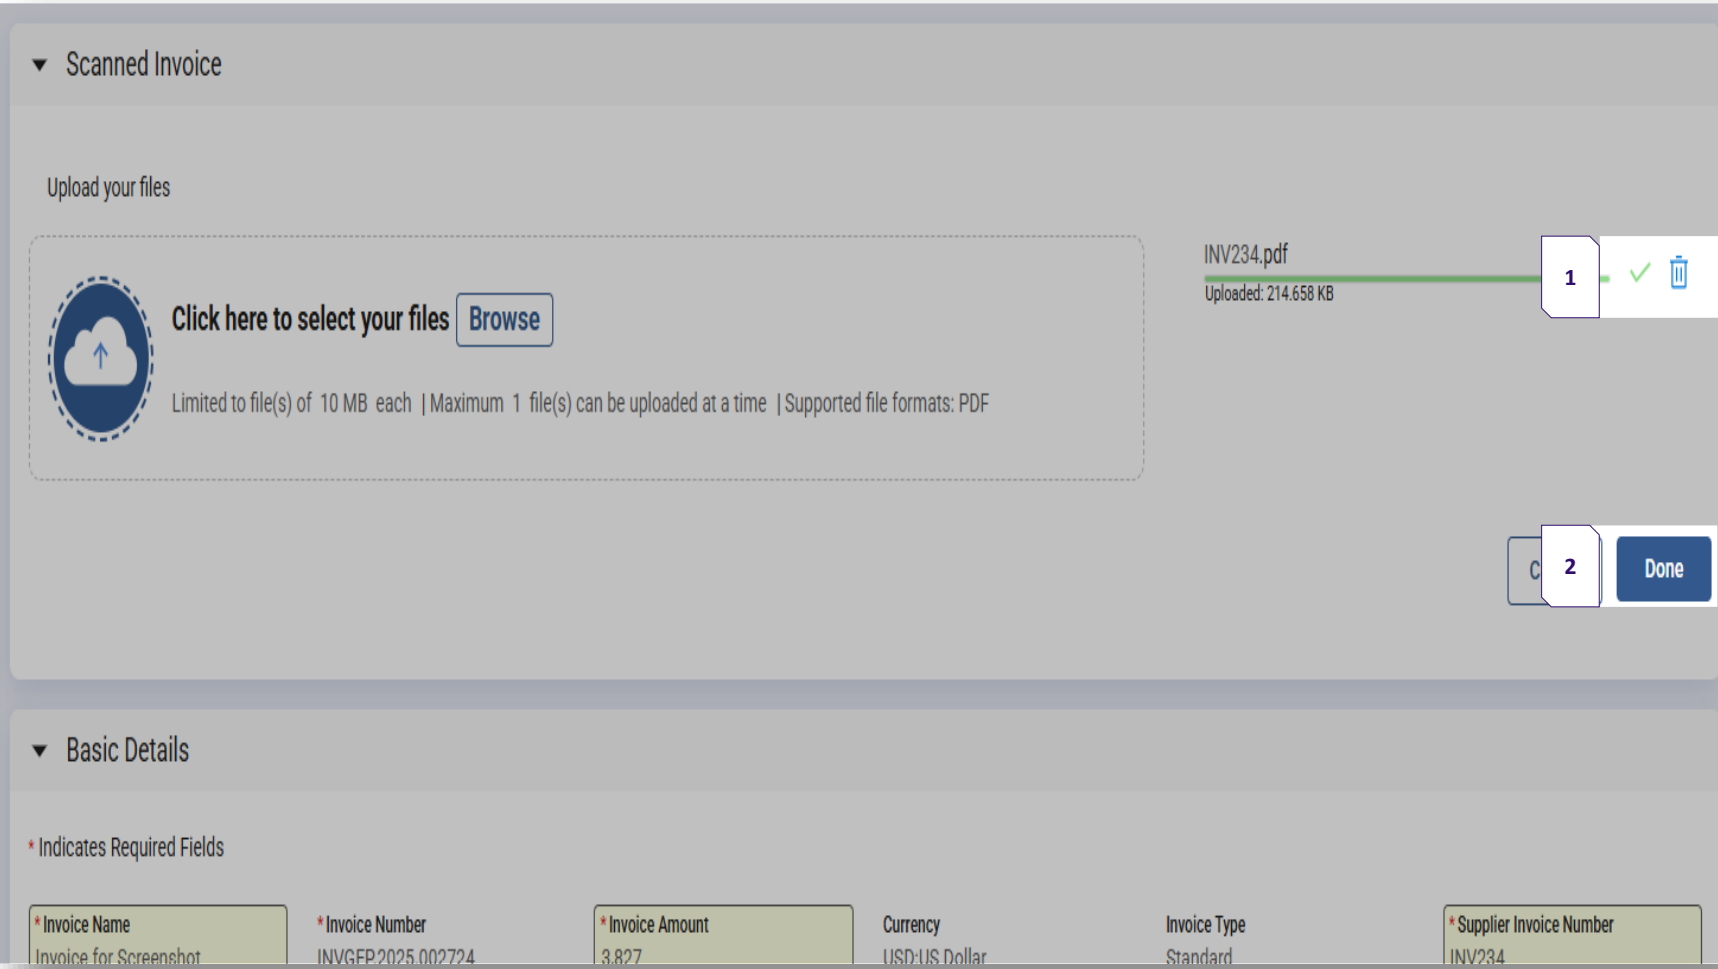 Scanned Invoice
Upload your files
INV234.pdf
1
Uploaded: 214.658 KB
Click here to select your files Browse
Limited to file(s) of 10 MB each | Maximum 1 file(s) can be uploaded at a time | Supported file formats: PDF
2
Done
Basic Details
* Indicates Required Fields
* Invoice Name
Invoice for Screenshot
* Invoice Number
INVGEP.2025.002724
* Invoice Amount
3,827
Currency
USD:US Dollar
Invoice Type
Standard
* Supplier Invoice Number
INV234